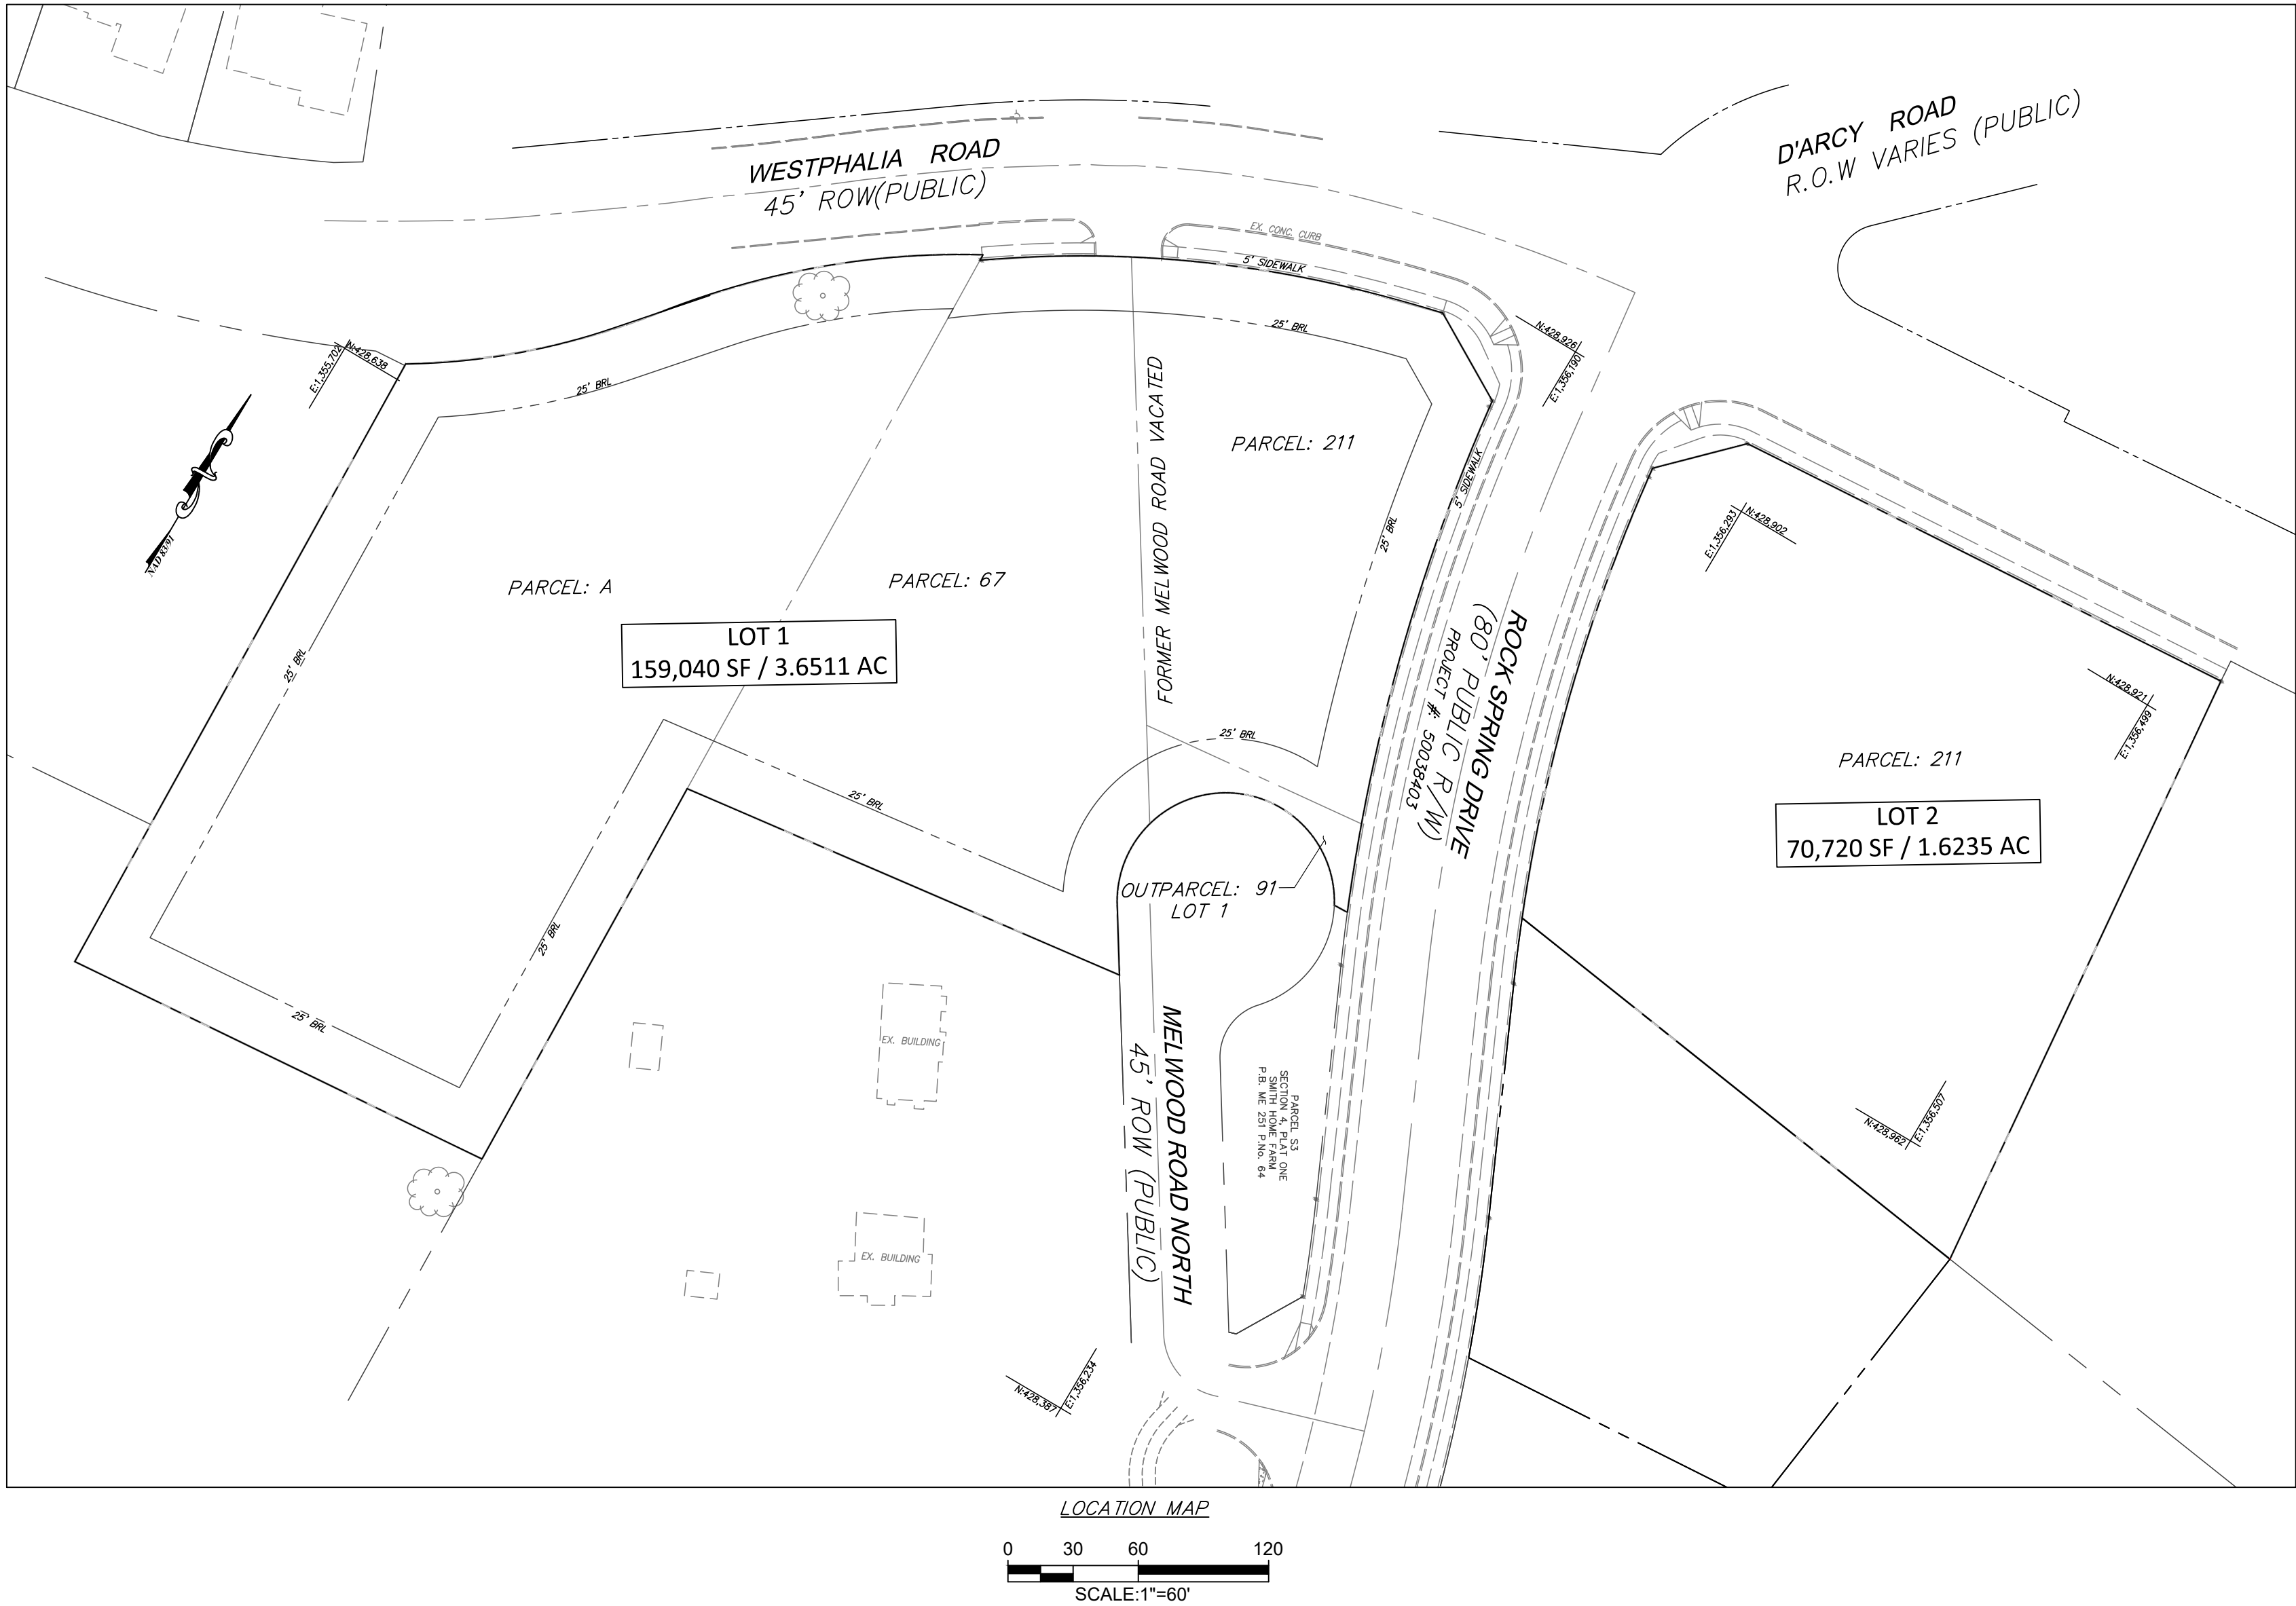 WESTPHALIA ROAD
45' ROW(PUBLIC)
D'ARCY ROAD
R.O.W VARIES (PUBLIC)
EX. CONC. CURB
5' SIDEWALK
25' BRL
N:428,926
E:1,356,190
N:428,638
E:1,355,702
25' BRL
NAD 83/91
FORMER MELWOOD ROAD VACATED
PARCEL: 211
5' SIDEWALK
25' BRL
N:428,902
E:1,356,293
PARCEL: A
PARCEL: 67
LOT 1
159,040 SF / 3.6511 AC
25' BRL
ROCK SPRING DRIVE
(80' PUBLIC R/W)
PROJECT #: 50038403
N:428,921
E:1,356,499
25' BRL
25' BRL
PARCEL: 211
LOT 2
70,720 SF / 1.6235 AC
OUTPARCEL: 91
LOT 1
25' BRL
25' BRL
EX. BUILDING
MELWOOD ROAD NORTH
45' ROW (PUBLIC)
PARCEL S3
SECTION 4, PLAT ONE
SMITH HOME FARM
P.B. ME 251 P.No. 64
N:428,962
E:1,356,507
EX. BUILDING
N:428,387
E:1,356,234
LOCATION MAP
0 30 60 120
SCALE:1"=60'